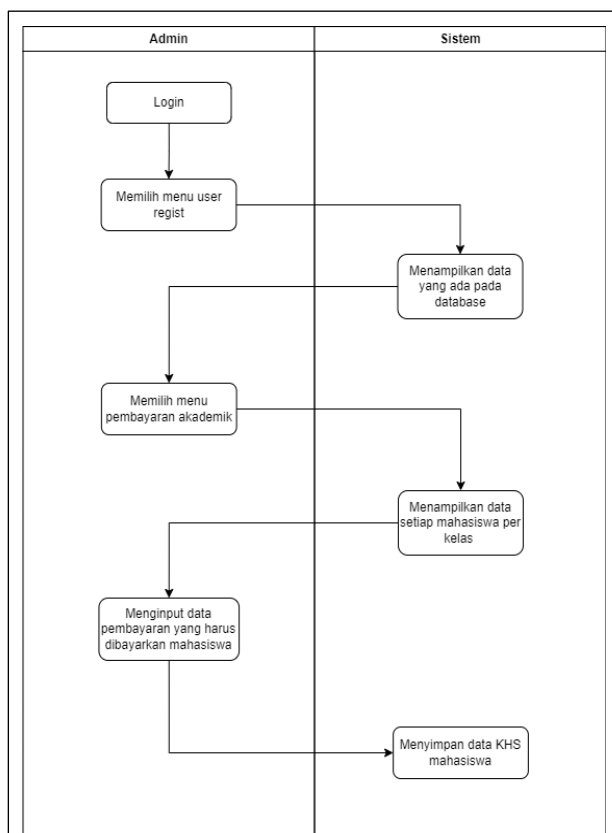 Admin
Sistem
Login
Memilih menu user
regist
Menampilkan data
yang ada pada
database
Memilih menu
pembayaran akademik
Menampilkan data
setiap mahasiswa per
kelas
Menginput data
pembayaran yang harus
dibayarkan mahasiswa
Menyimpan data KHS
mahasiswa